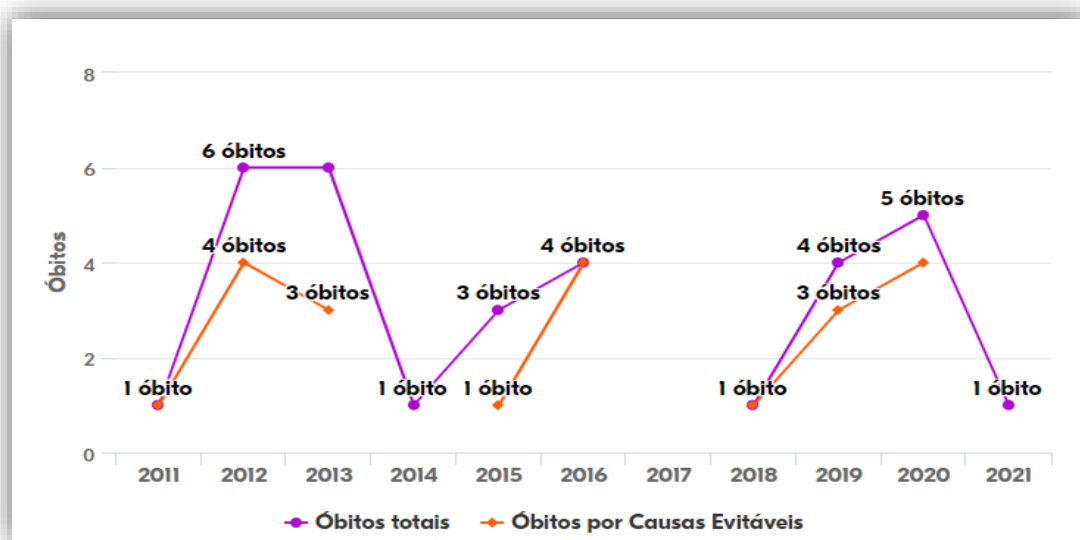 8
6 óbitos
6
5 óbitos
4 óbitos 4 óbitos 4 óbitos
4
3 óbitos 3 óbitos 3 óbitos
2
1 óbito 1 óbito 1 óbito 1 óbito 1 óbito
0
Óbitos
2011 2012 2013 2014 2015 2016 2017 2018 2019 2020 2021
Óbitos totais Óbitos por Causas Evitáveis